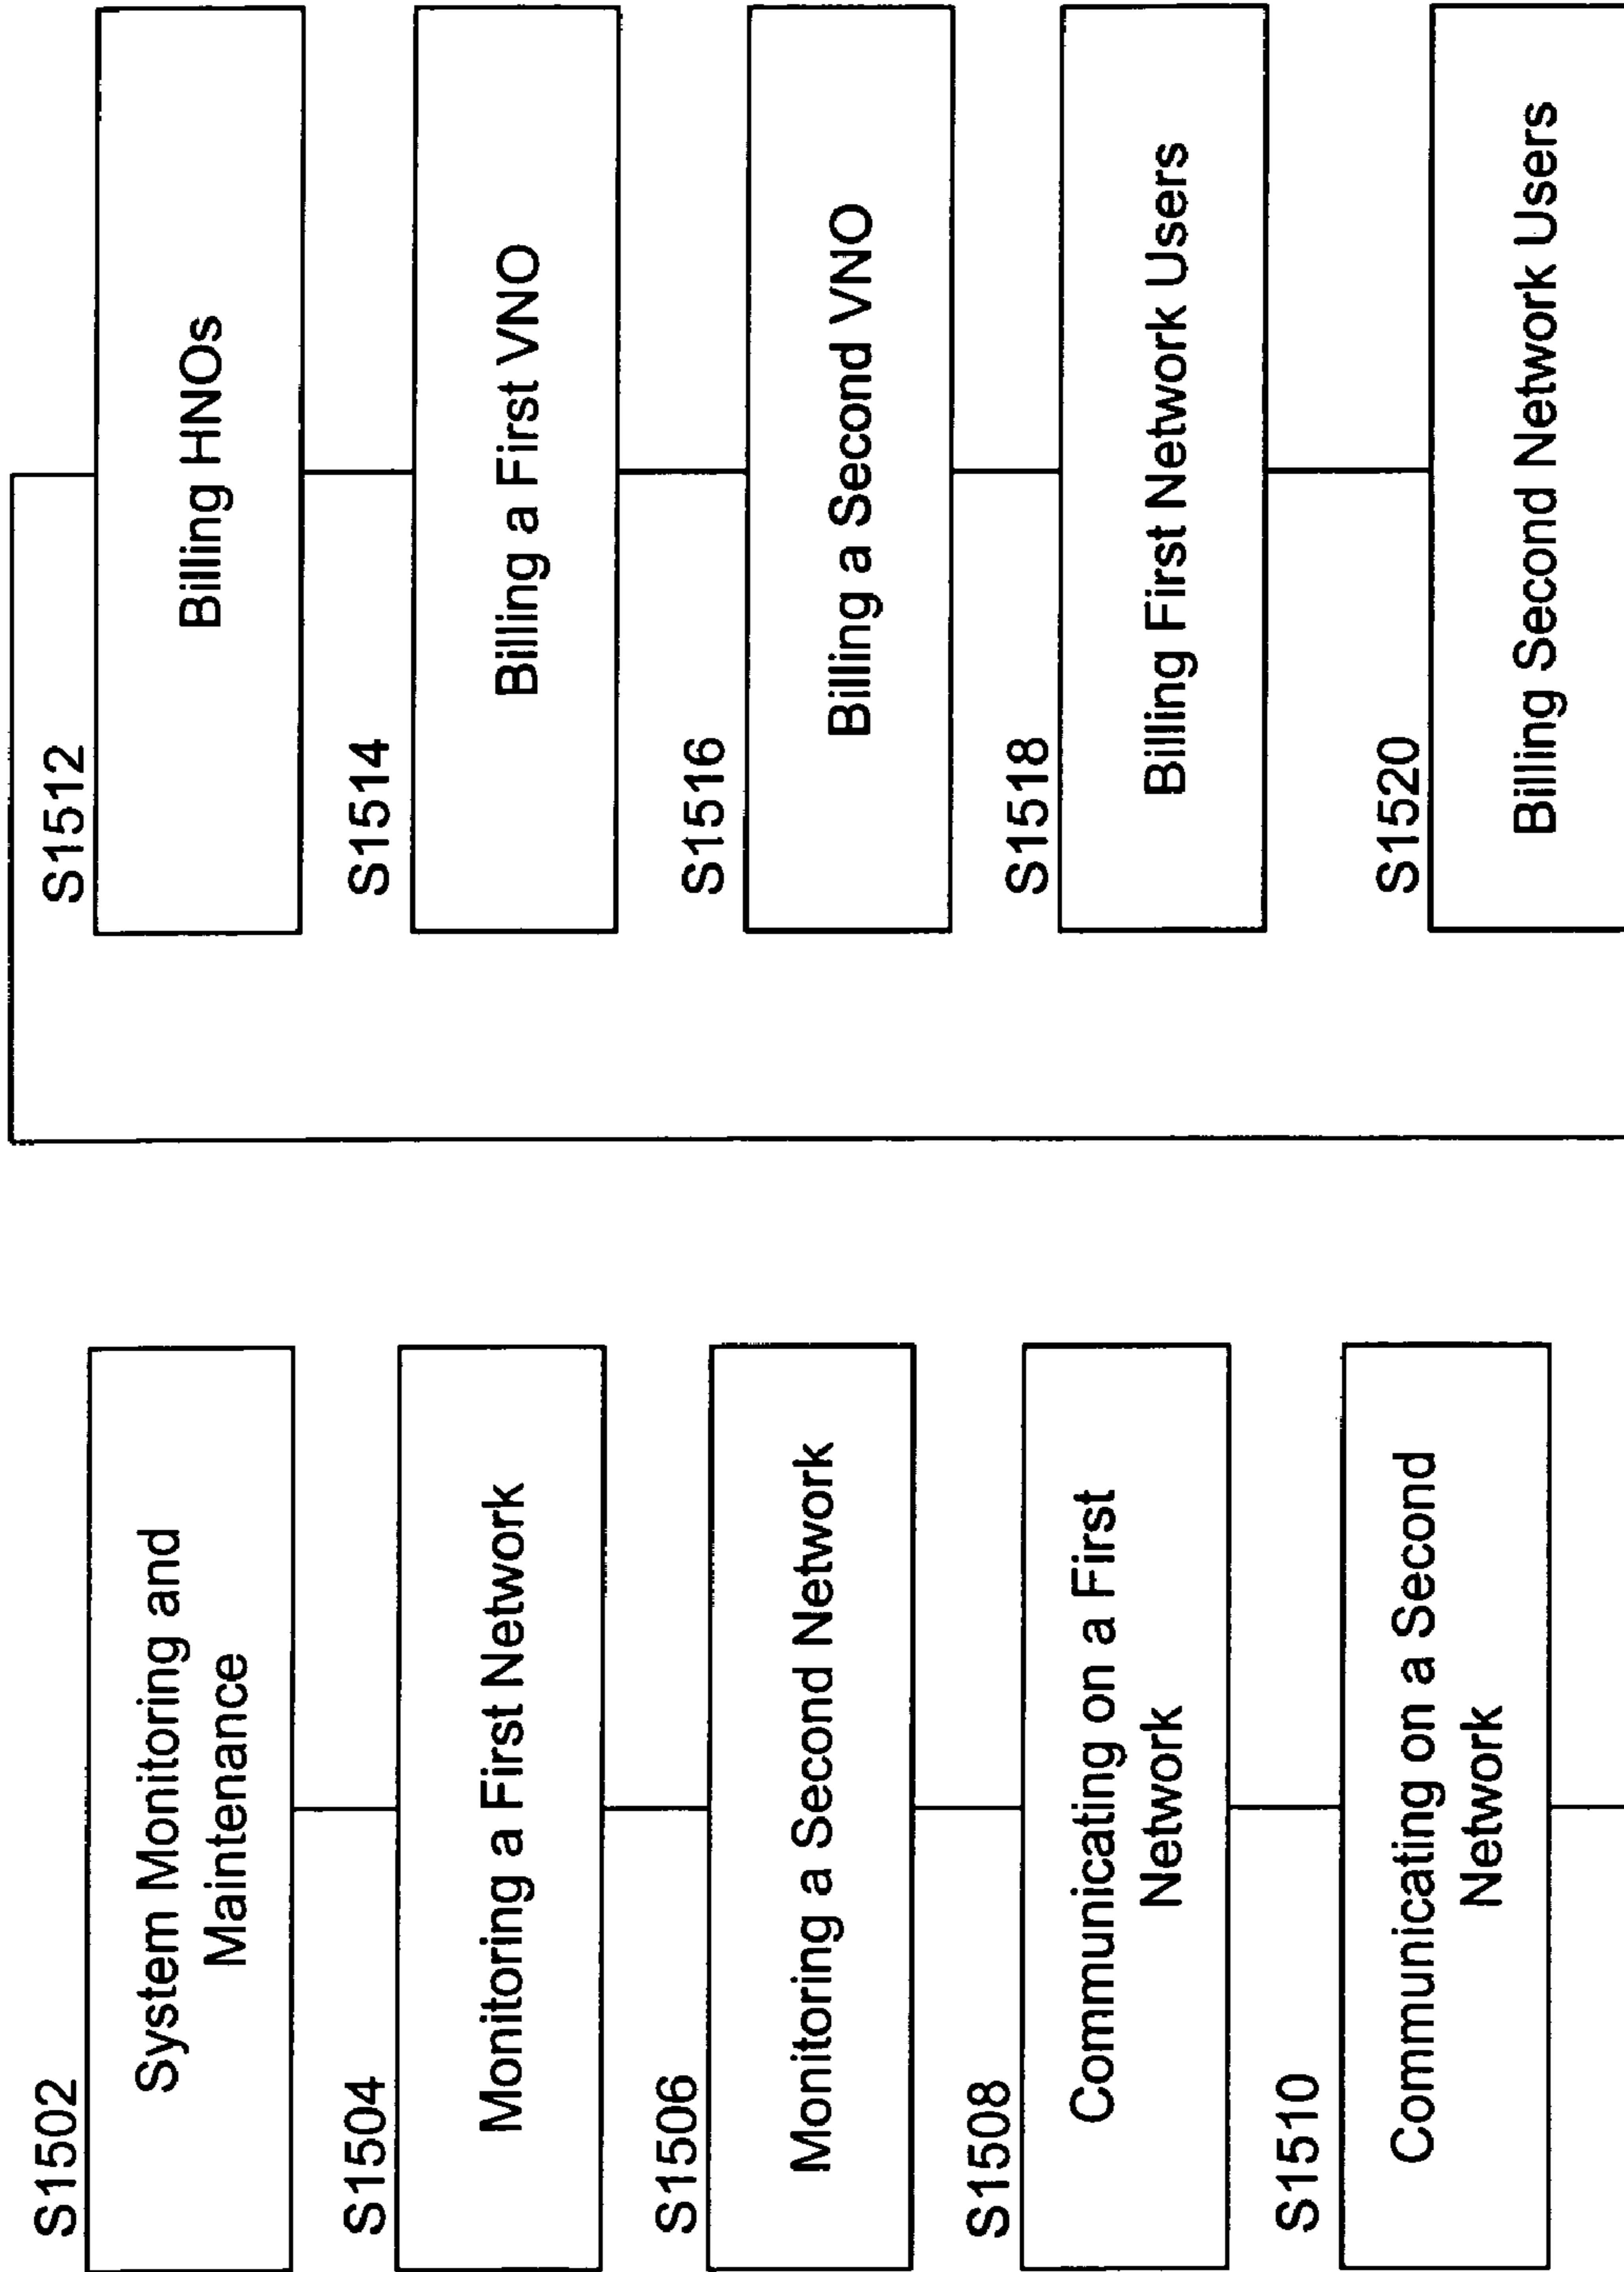 S1502
System Monitoring and
Maintenance
S1504
Monitoring a First Network
S1506
Monitoring a Second Network
S1508
Communicating on a First
Network
S1510
Communicating on a Second
Network
S1512
Billing HNOs
S1514
Billing a First VNO
S1516
Billing a Second VNO
S1518
Billing First Network Users
S1520
Billing Second Network Users